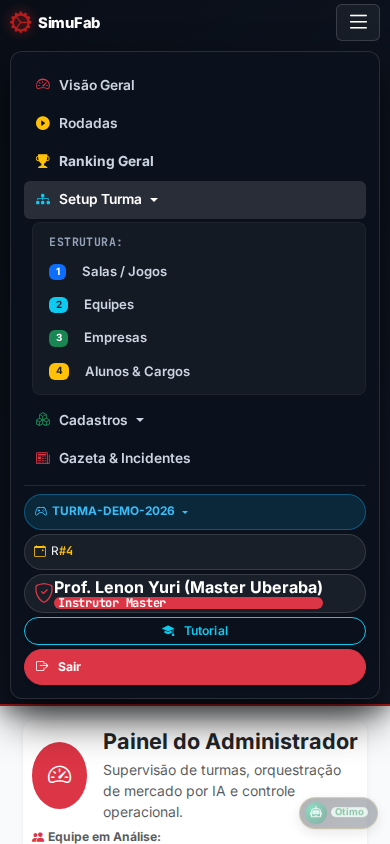 SimuFab
Visão Geral
Rodadas
Ranking Geral
Setup Turma
ESTRUTURA:
1 Salas / Jogos
2 Equipes
3 Empresas
4 Alunos & Cargos
Cadastros
Gazeta & Incidentes
TURMA-DEMO-2026
R#4
Prof. Lenon Yuri (Master Uberaba)
Instrutor Master
Tutorial
Sair
Painel do Administrador
Supervisão de turmas, orquestração
de mercado por IA e controle
operacional.
Equipe em Análise:
Otimo